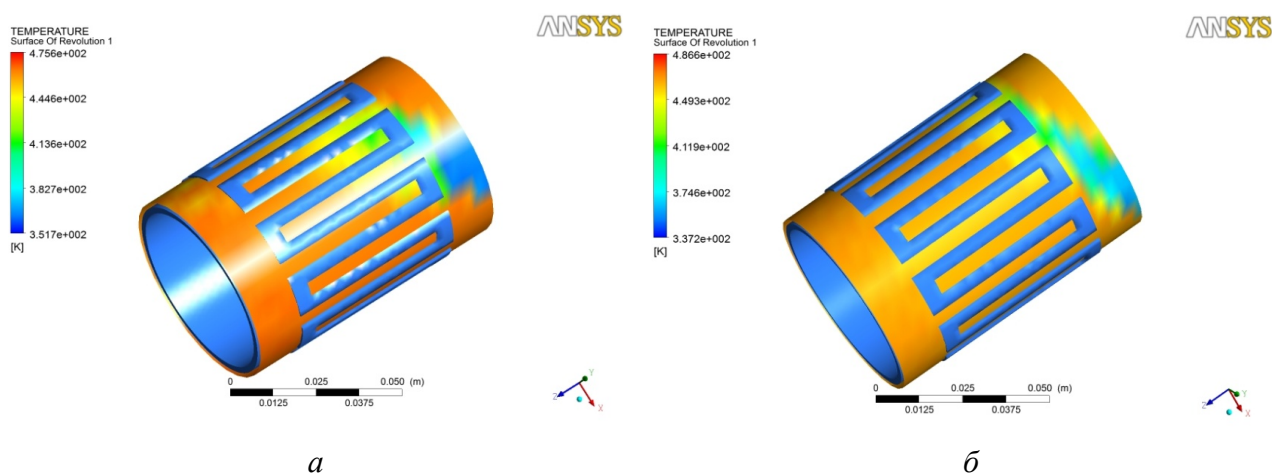 ANSYS
TEMPERATURE
Surface Of Revolution 1
4.756e+002
4.446e+002
4.136e+002
3.827e+002
3.517e+002
[K]
0 0.025 0.050 (m)
0.0125 0.0375
Y
Z
X
а
ANSYS
TEMPERATURE
Surface Of Revolution 1
4.866e+002
4.493e+002
4.119e+002
3.746e+002
3.372e+002
[K]
0 0.025 0.050 (m)
0.0125 0.0375
Y
Z
X
б